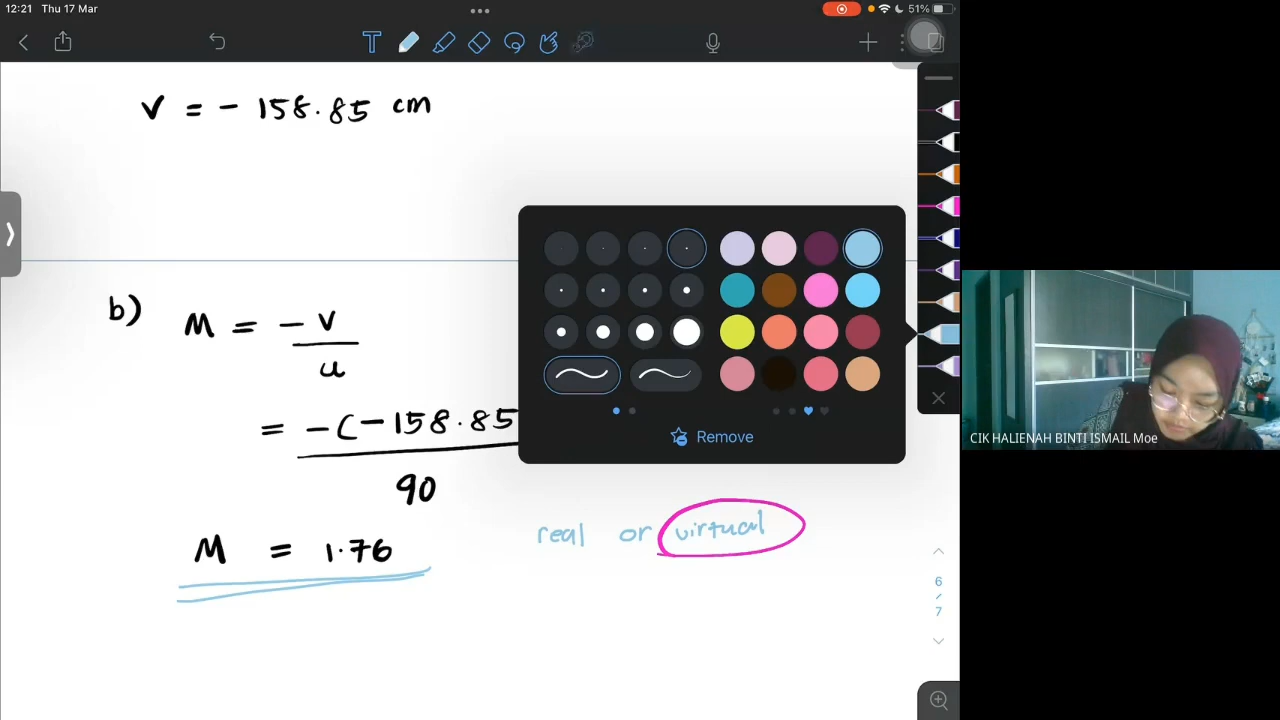 12:21 Thu 17 Mar
51%
T
v = - 158.85 cm
b) M = - v
u
= - ( - 158.85
90
Remove
real or virtual
M = 1.76
6
/
7
CIK HALIENAH BINTI ISMAIL Moe